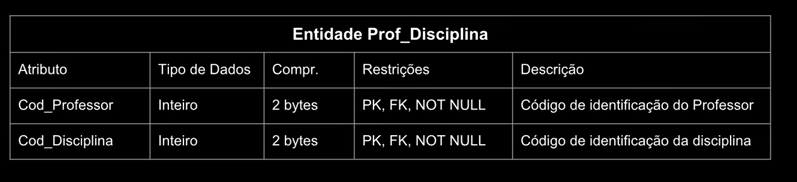 Entidade Prof_Disciplina
Atributo Tipo de Dados Compr. Restrições Descrição
Cod_Professor Inteiro 2 bytes PK, FK, NOT NULL Código de identificação do Professor
Cod_Disciplina Inteiro 2 bytes PK, FK, NOT NULL Código de identificação da disciplina